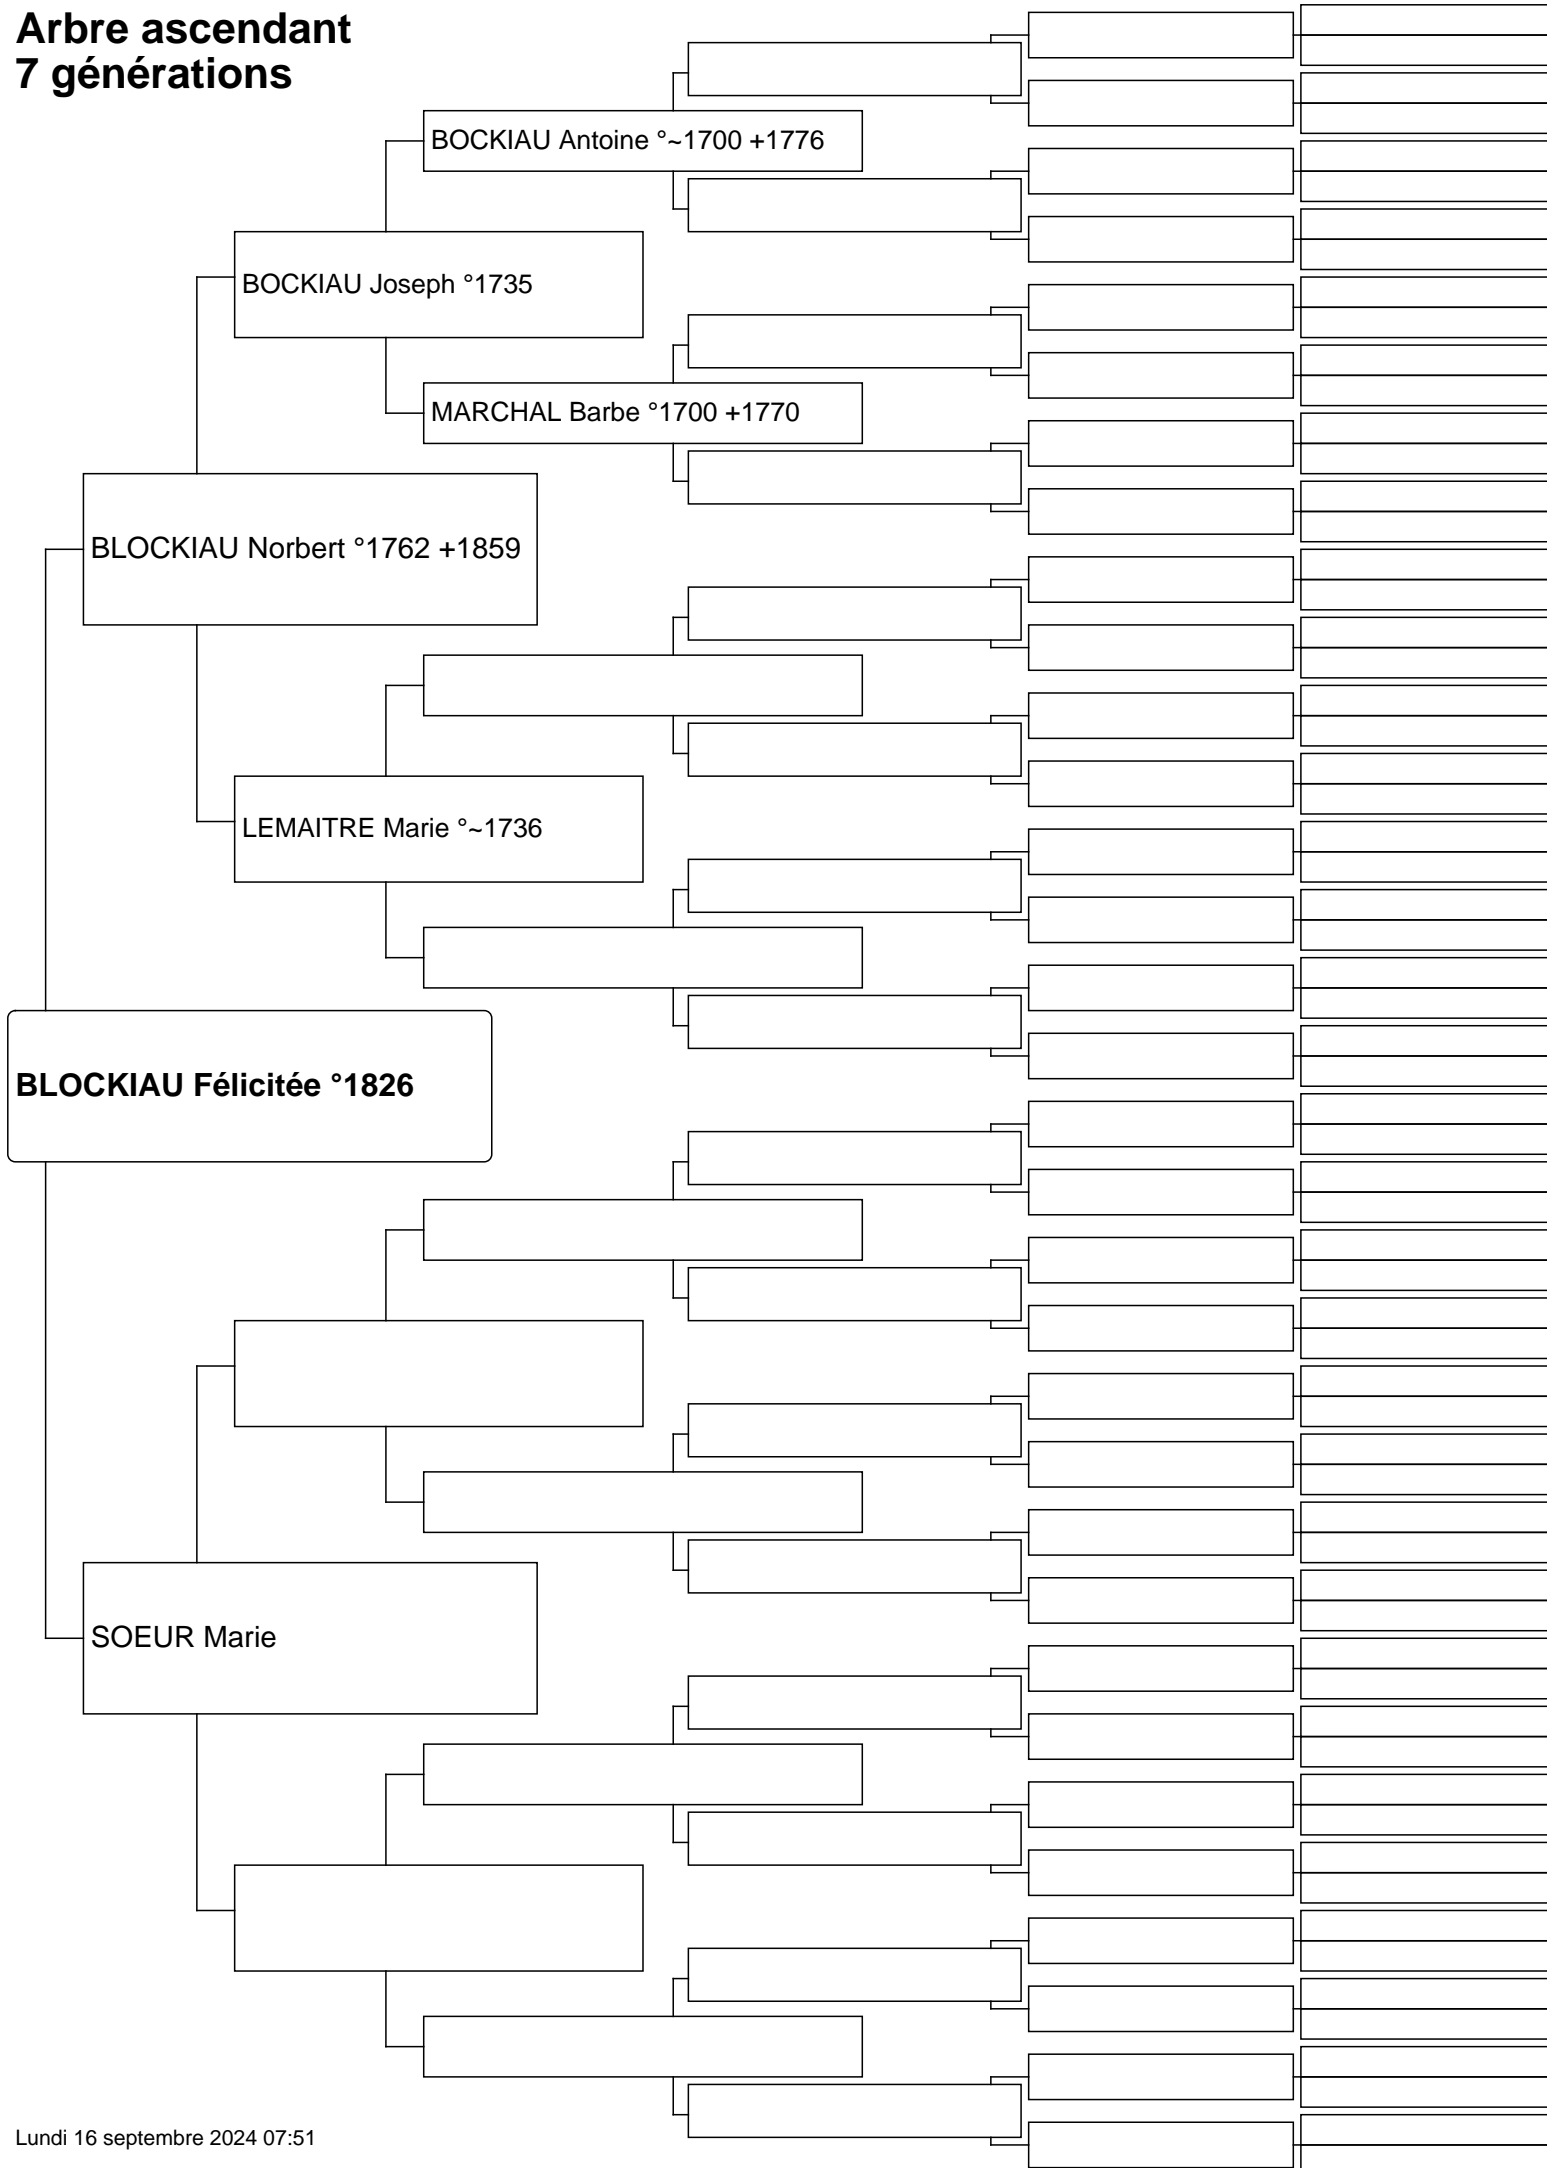 Arbre ascendant
7 générations
BOCKIAU Antoine °~1700 +1776
BOCKIAU Joseph °1735
MARCHAL Barbe °1700 +1770
BLOCKIAU Norbert °1762 +1859
LEMAITRE Marie °~1736
BLOCKIAU Félicitée °1826
SOEUR Marie
Lundi 16 septembre 2024 07:51